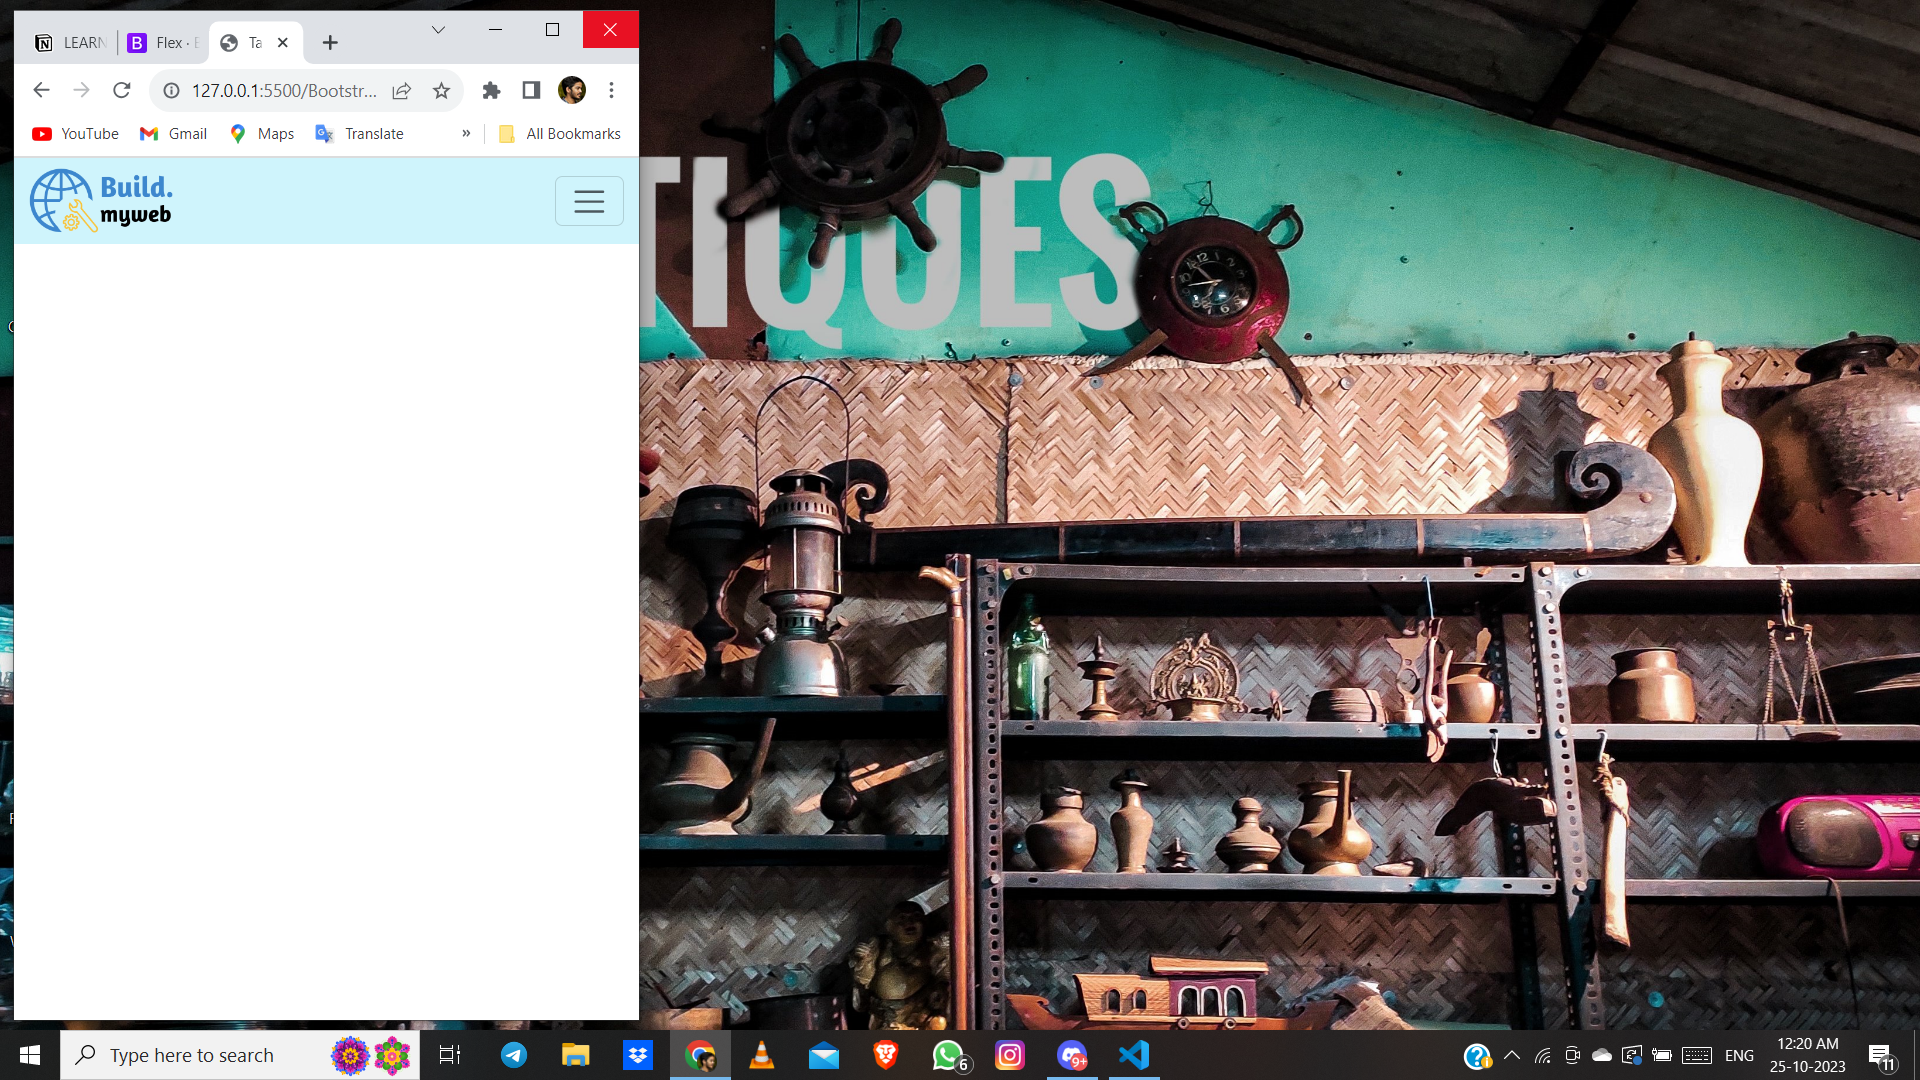 LEARN
Flex · B
Ta
127.0.0.1:5500/Bootstr...
YouTube
Gmail
Maps
Translate
»
All Bookmarks
Build.
myweb
TIQUES
Type here to search
6
9+
ENG
12:20 AM
25-10-2023
11